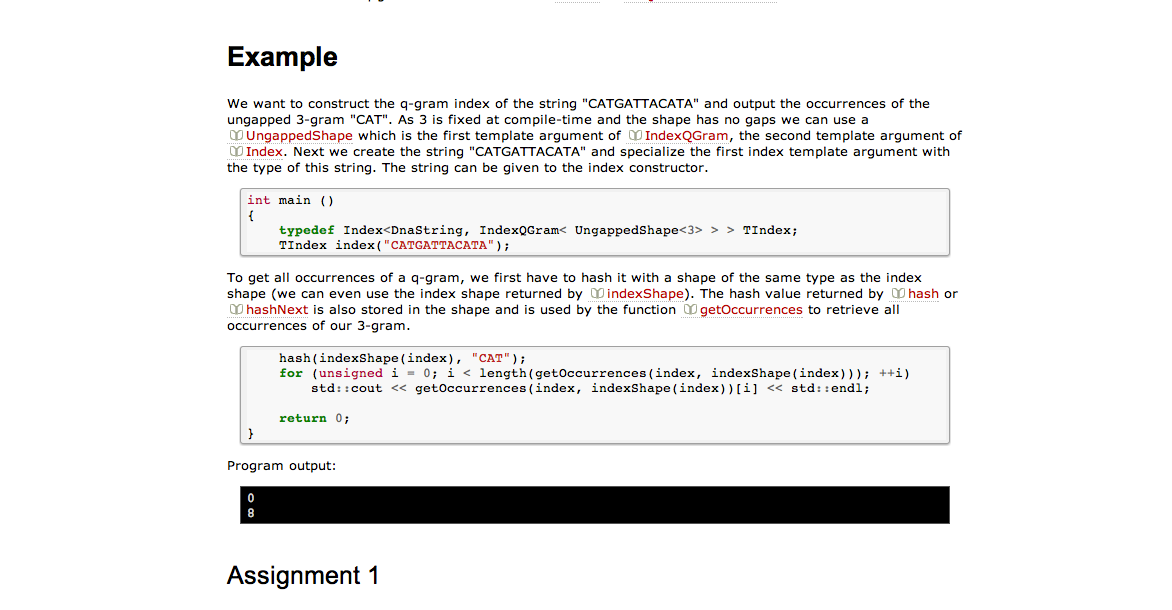 Example
We want to construct the q-gram index of the string "CATGATTACATA" and output the occurrences of the
ungapped 3-gram "CAT". As 3 is fixed at compile-time and the shape has no gaps we can use a
UngappedShape which is the first template argument of IndexQGram, the second template argument of
Index. Next we create the string "CATGATTACATA" and specialize the first index template argument with
the type of this string. The string can be given to the index constructor.
int main ()
{
    typedef Index<DnaString, IndexQGram< UngappedShape<3> > > TIndex;
    TIndex index("CATGATTACATA");
To get all occurrences of a q-gram, we first have to hash it with a shape of the same type as the index
shape (we can even use the index shape returned by indexShape). The hash value returned by hash or
hashNext is also stored in the shape and is used by the function getOccurrences to retrieve all
occurrences of our 3-gram.
    hash(indexShape(index), "CAT");
    for (unsigned i = 0; i < length(getOccurrences(index, indexShape(index))); ++i)
        std::cout << getOccurrences(index, indexShape(index))[i] << std::endl;
    return 0;
}
Program output:
0
8
Assignment 1